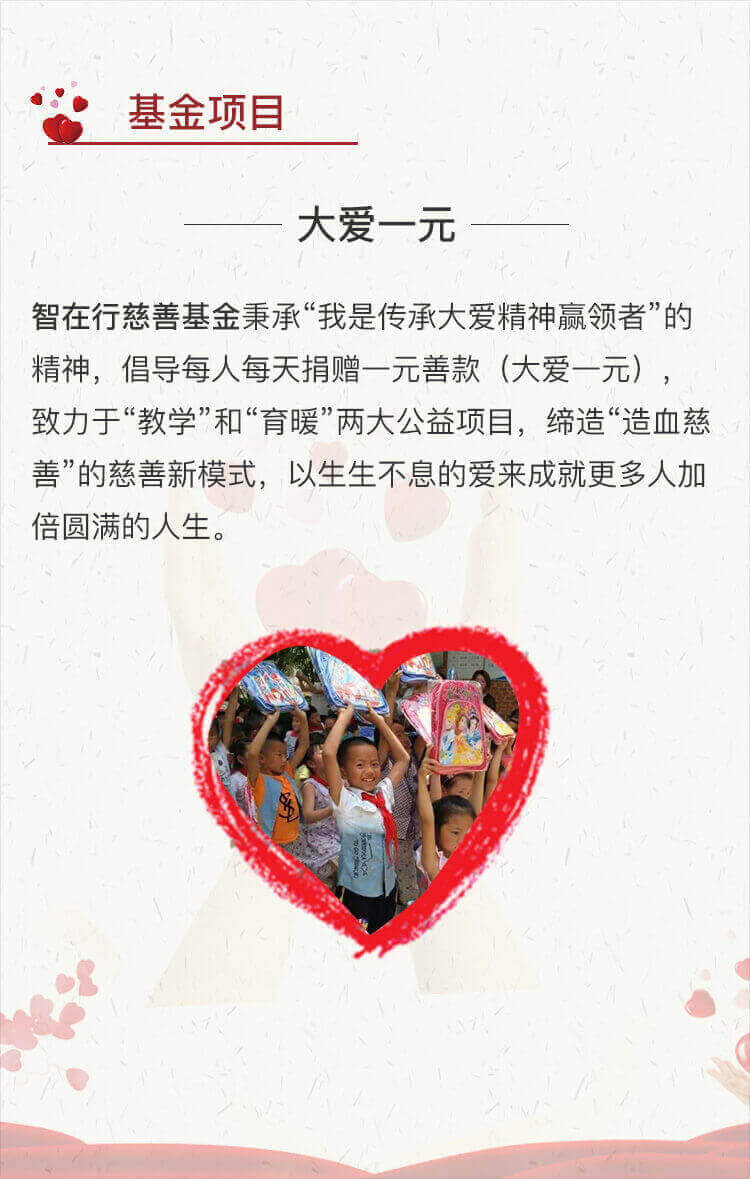 基金项目
大爱一元
智在行慈善基金秉承“我是传承大爱精神赢领者”的
精神，倡导每人每天捐赠一元善款（大爱一元），
致力于“教学”和“育暖”两大公益项目，缔造“造血慈
善”的慈善新模式，以生生不息的爱来成就更多人加
倍圆满的人生。